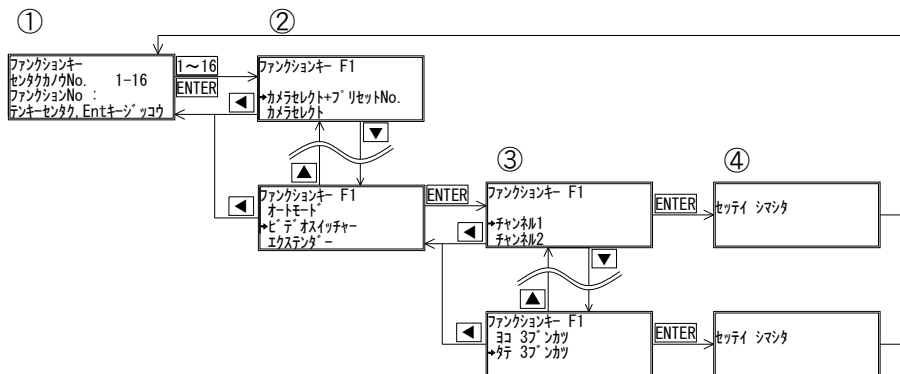 ①
②
ファンクションキー
センタクカノウNo. 1-16
ファンクションNo :
テンキーセンタク,Entキージッコウ
1～16
ENTER
◀
ファンクションキー F1
→カメラセレクト+プリセットNo.
カメラセレクト
▼
▲
③
④
◀
ファンクションキー F1
オートモード
→ビデオスイッチャー
エクステンダー
ENTER
◀
ファンクションキー F1
→チャンネル1
チャンネル2
ENTER
セッテイ シマシタ
▼
▲
◀
ファンクションキー F1
ヨコ 3ブンカツ
→タテ 3ブンカツ
ENTER
セッテイ シマシタ